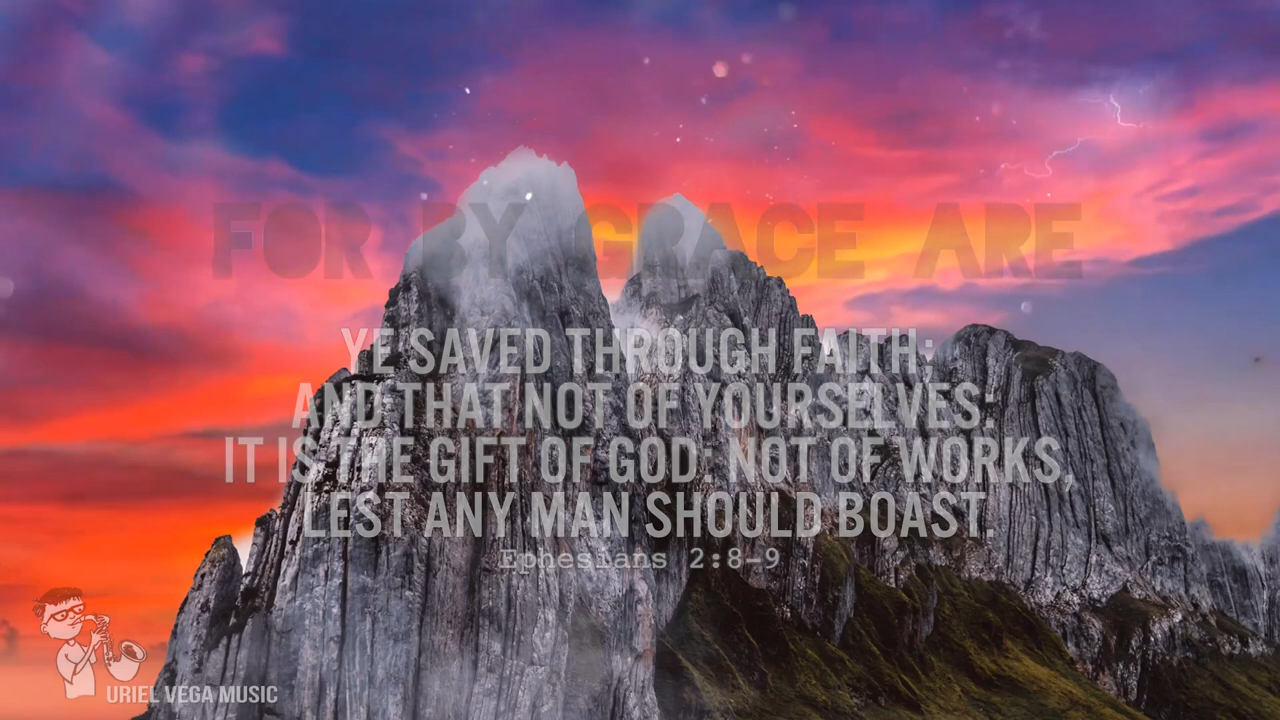 FOR BY GRACE ARE
YE SAVED THROUGH FAITH;
AND THAT NOT OF YOURSELVES:
IT IS THE GIFT OF GOD: NOT OF WORKS,
LEST ANY MAN SHOULD BOAST.
Ephesians 2:8-9
URIEL VEGA MUSIC